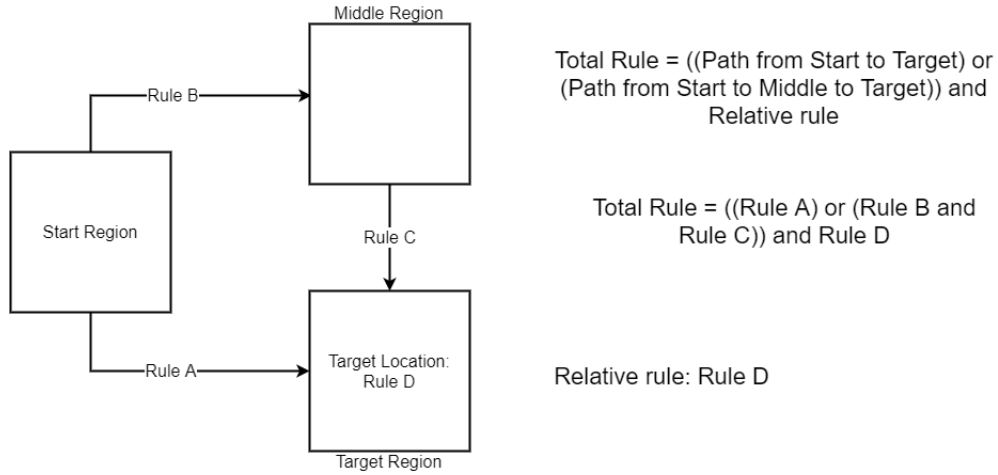 Middle Region
Rule B
Start Region
Rule C
Rule A
Target Location:
Rule D
Target Region
Total Rule = ((Path from Start to Target) or
(Path from Start to Middle to Target)) and
Relative rule
Total Rule = ((Rule A) or (Rule B and
Rule C)) and Rule D
Relative rule: Rule D